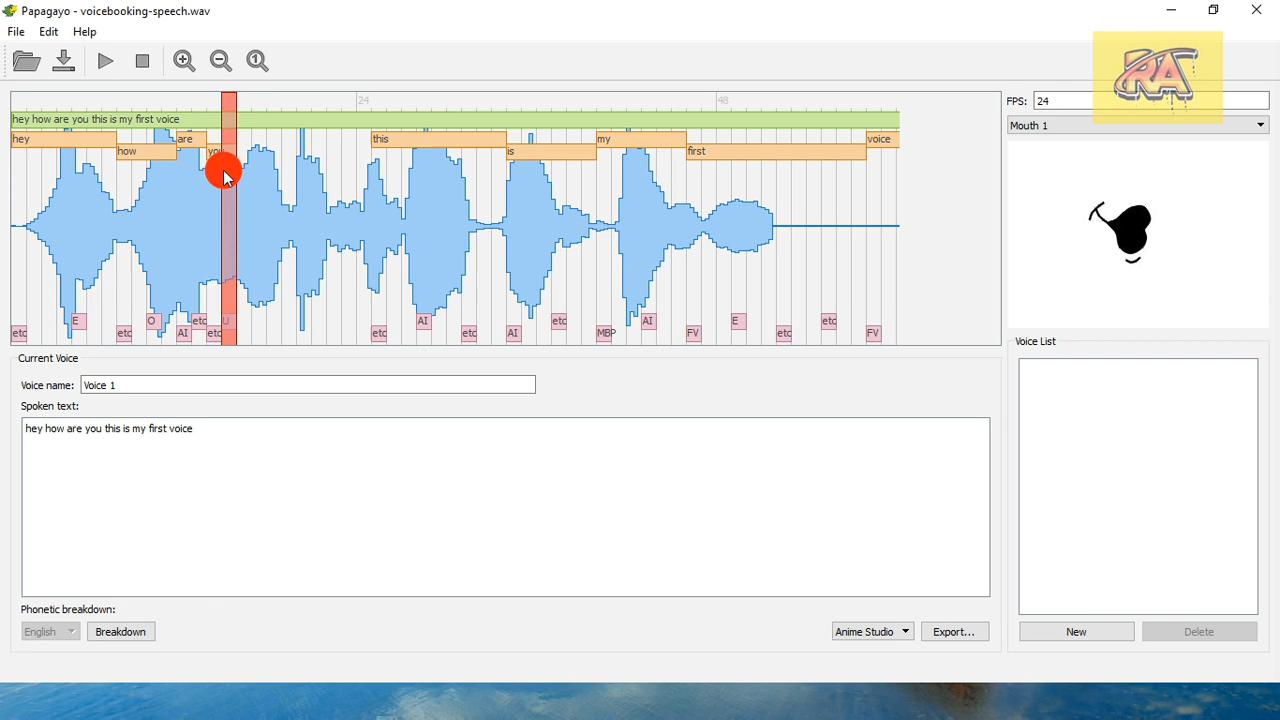 Papagayo - voicebooking-speech.wav
File Edit Help
RA
24 48
FPS: 24
hey how are you this is my first voice
Mouth 1
hey are this my voice
how you is first
E O etc U AI etc AI E etc
etc etc AI etc etc etc AI MBP FV etc FV
Current Voice
Voice List
Voice name: Voice 1
Spoken text:
hey how are you this is my first voice
Phonetic breakdown:
English Breakdown Anime Studio Export... New Delete